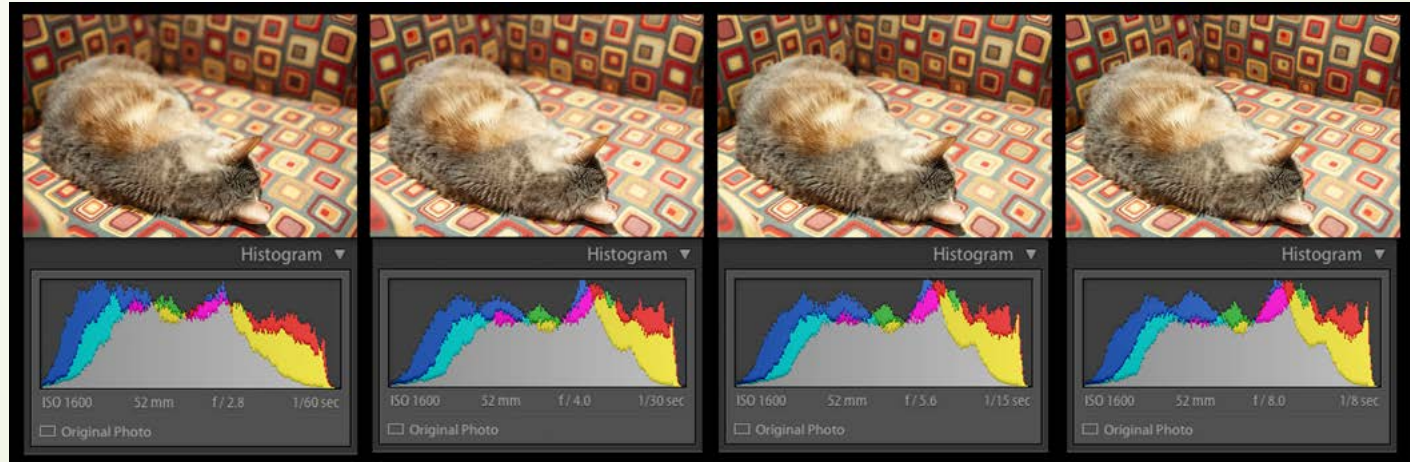 Histogram ▼
ISO 1600 52 mm f / 2.8 1/60 sec
Original Photo
Histogram ▼
ISO 1600 52 mm f / 4.0 1/30 sec
Original Photo
Histogram ▼
ISO 1600 52 mm f / 5.6 1/15 sec
Original Photo
Histogram ▼
ISO 1600 52 mm f / 8.0 1/8 sec
Original Photo